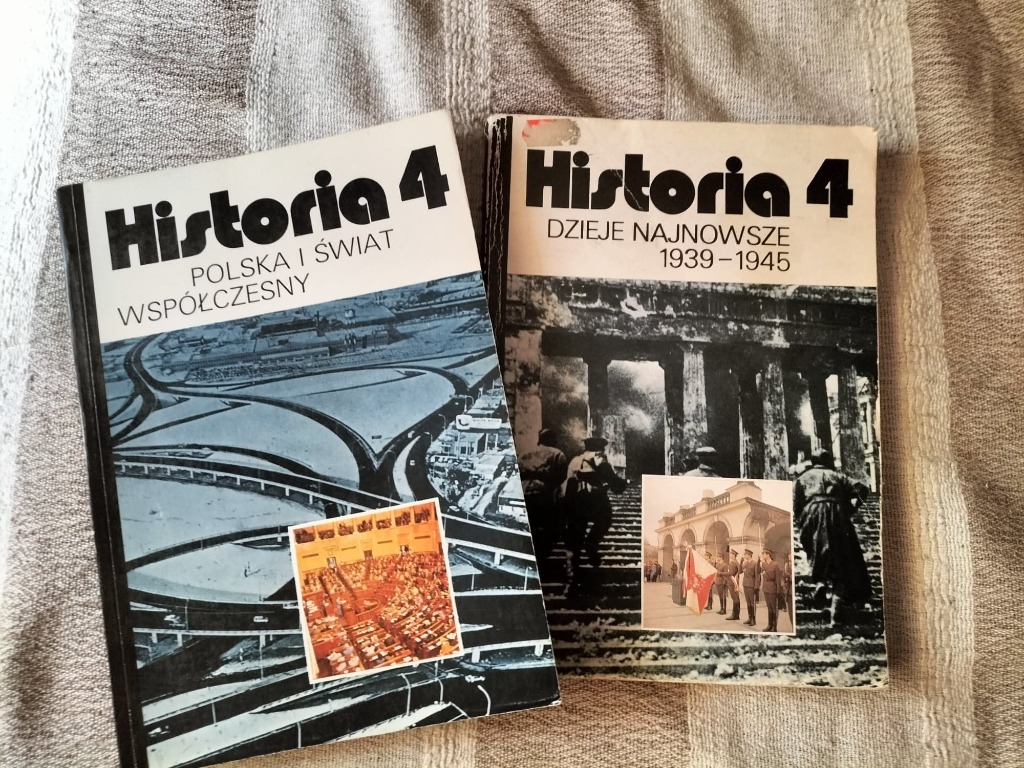 Historia 4
POLSKA I ŚWIAT
WSPÓŁCZESNY
Historia 4
DZIEJE NAJNOWSZE
1939-1945